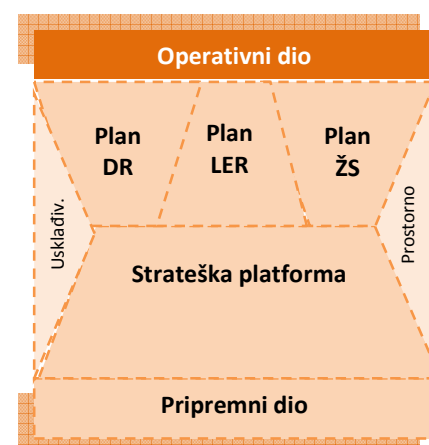 Operativni dio
Plan
DR
Plan
LER
Plan
ŽS
Usklađiv.
Prostorno
Strateška platforma
Pripremni dio